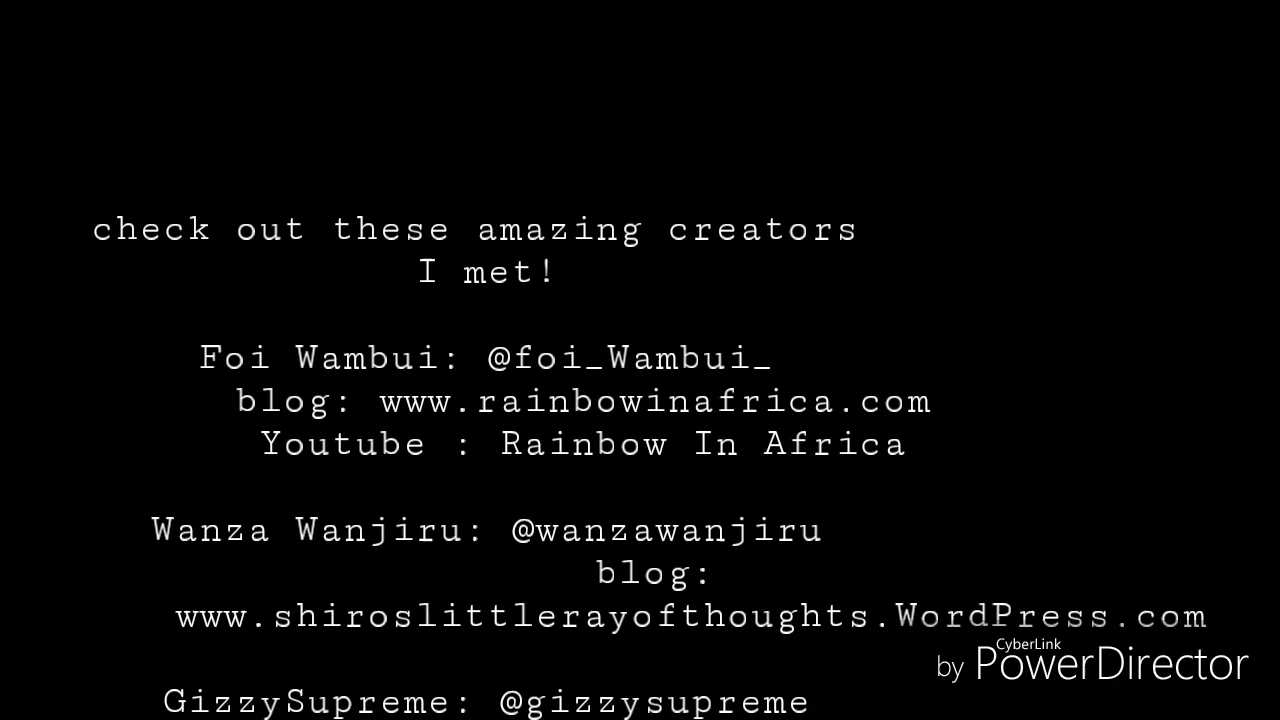 check out these amazing creators
I met!
Foi Wambui: @foi_Wambui_
blog: www.rainbowinafrica.com
Youtube : Rainbow In Africa
Wanza Wanjiru: @wanzawanjiru
blog:
www.shiroslittlerayofthoughts.WordPress.com
CyberLink
by PowerDirector
GizzySupreme: @gizzysupreme